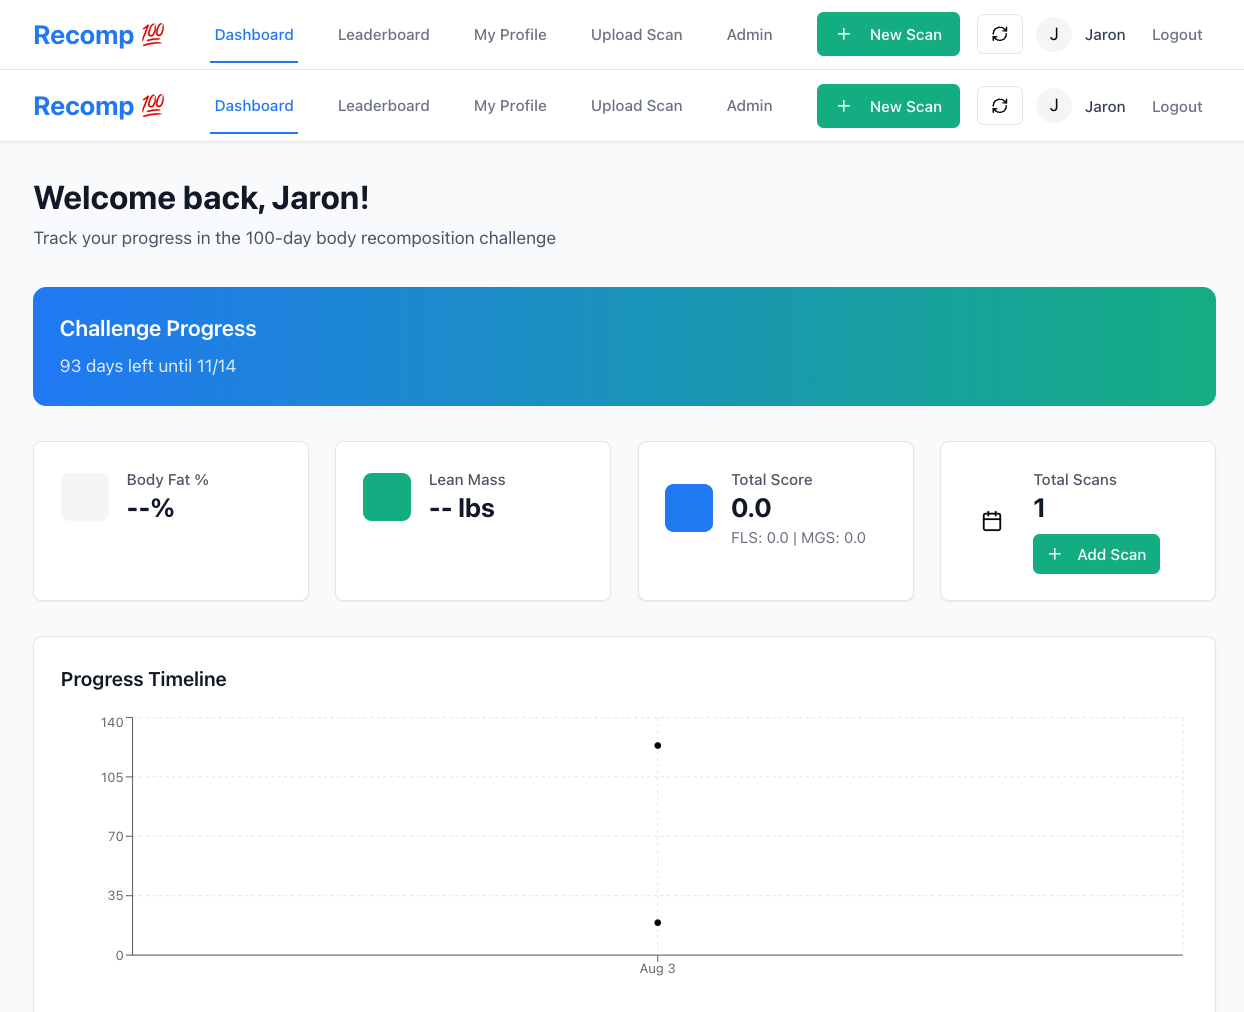 Recomp 💯 Dashboard Leaderboard My Profile Upload Scan Admin + New Scan J Jaron Logout
Recomp 💯 Dashboard Leaderboard My Profile Upload Scan Admin + New Scan J Jaron Logout
Welcome back, Jaron!
Track your progress in the 100-day body recomposition challenge
Challenge Progress
93 days left until 11/14
Body Fat %
--%
Lean Mass
-- lbs
Total Score
0.0
FLS: 0.0 | MGS: 0.0
Total Scans
1
+ Add Scan
Progress Timeline
140
105
70
35
0
Aug 3